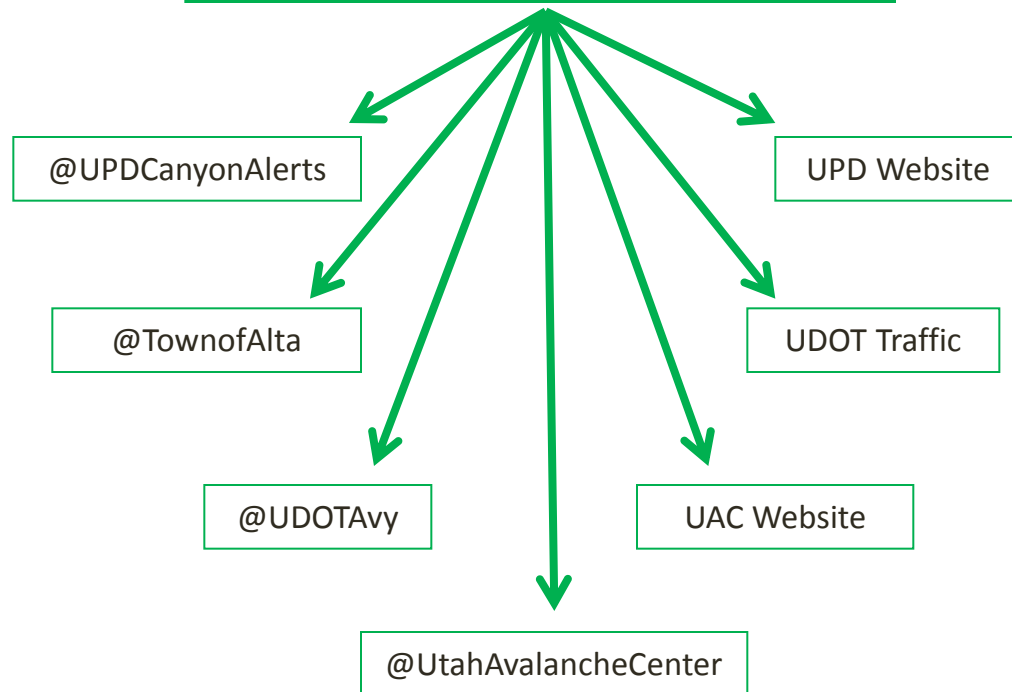 @UPDCanyonAlerts
UPD Website
@TownofAlta
UDOT Traffic
@UDOTAvy
UAC Website
@UtahAvalancheCenter